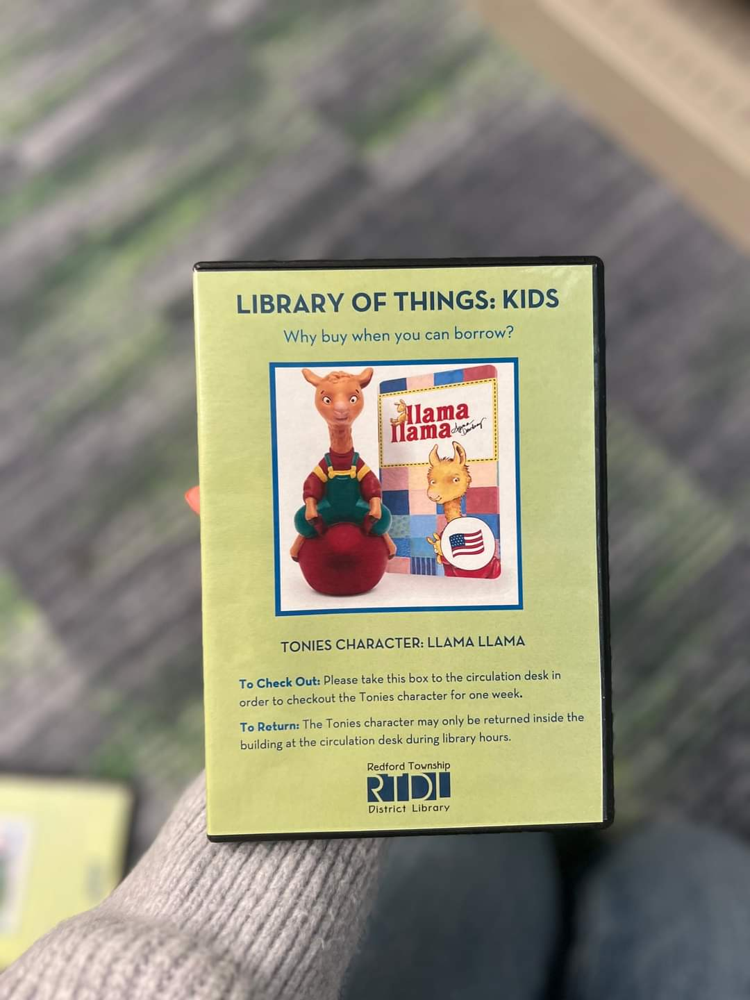 LIBRARY OF THINGS: KIDS
Why buy when you can borrow?
llama
llama
TONIES CHARACTER: LLAMA LLAMA
To Check Out: Please take this box to the circulation desk in
order to checkout the Tonies character for one week.
To Return: The Tonies character may only be returned inside the
building at the circulation desk during library hours.
Redford Township
RTDL
District Library